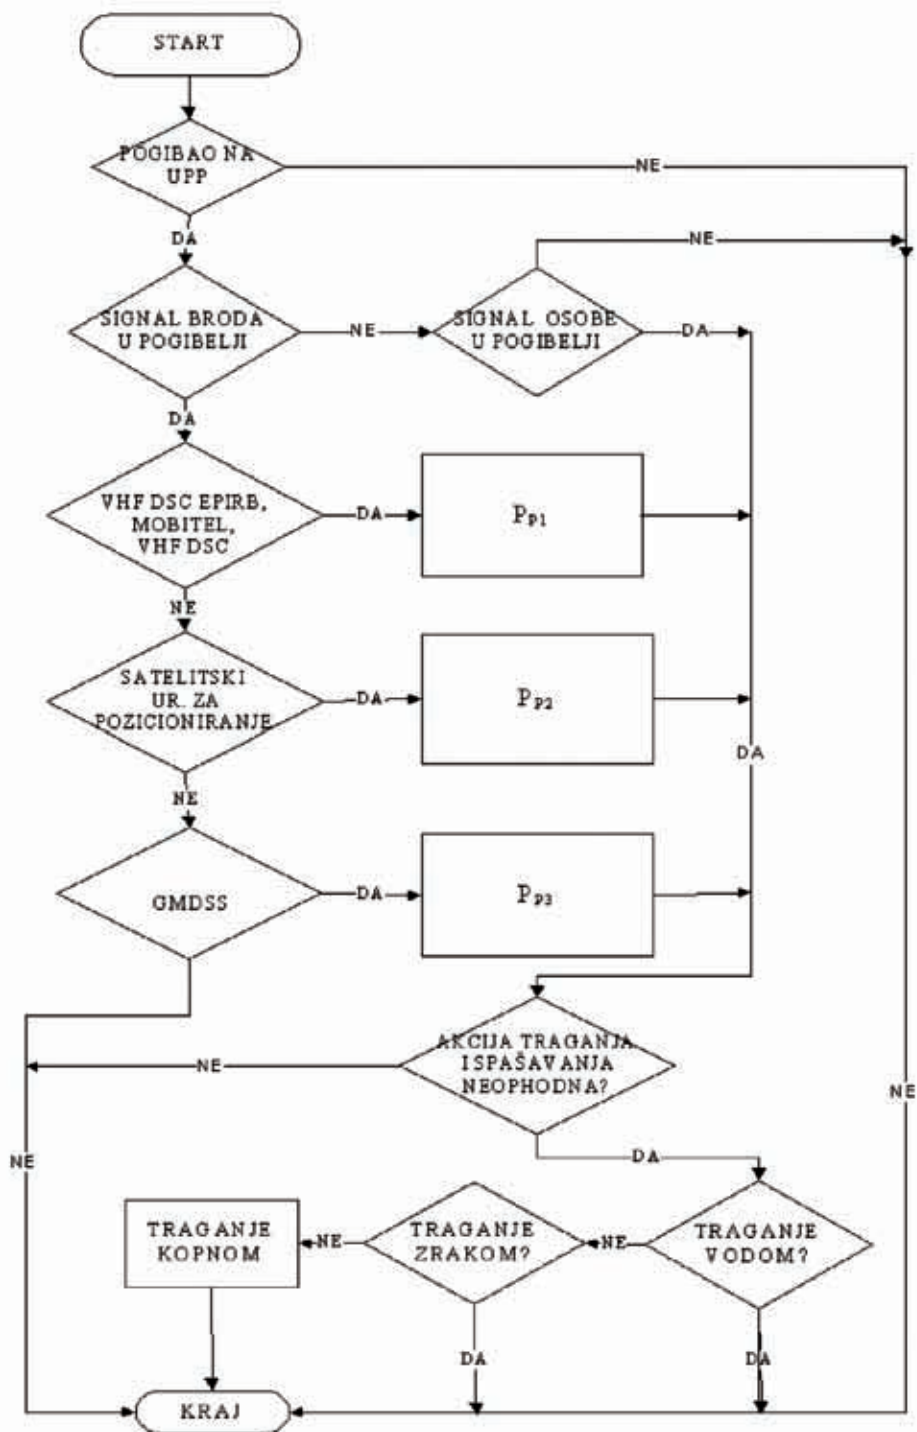 START
POGIBAO NA
UPP
NE
DA
NE
SIGNAL BRODA
U POGIBELJI
NE
SIGNAL OSOBE
U POGIBELJI
DA
DA
VHF DSC EPIRB,
MOBITEL,
VHF DSC
DA
PP1
NE
SATELITSKI
UR. ZA
POZICIONIRANJE
DA
PP2
DA
NE
GMDSS
DA
PP3
AKCIJA TRAGANJA
I SPAŠAVANJA
NEOPHODNA?
NE
NE
NE
DA
TRAGANJE
KOPNOM
NE
TRAGANJE
ZRAKOM?
NE
TRAGANJE
VODOM?
DA
DA
KRAJ